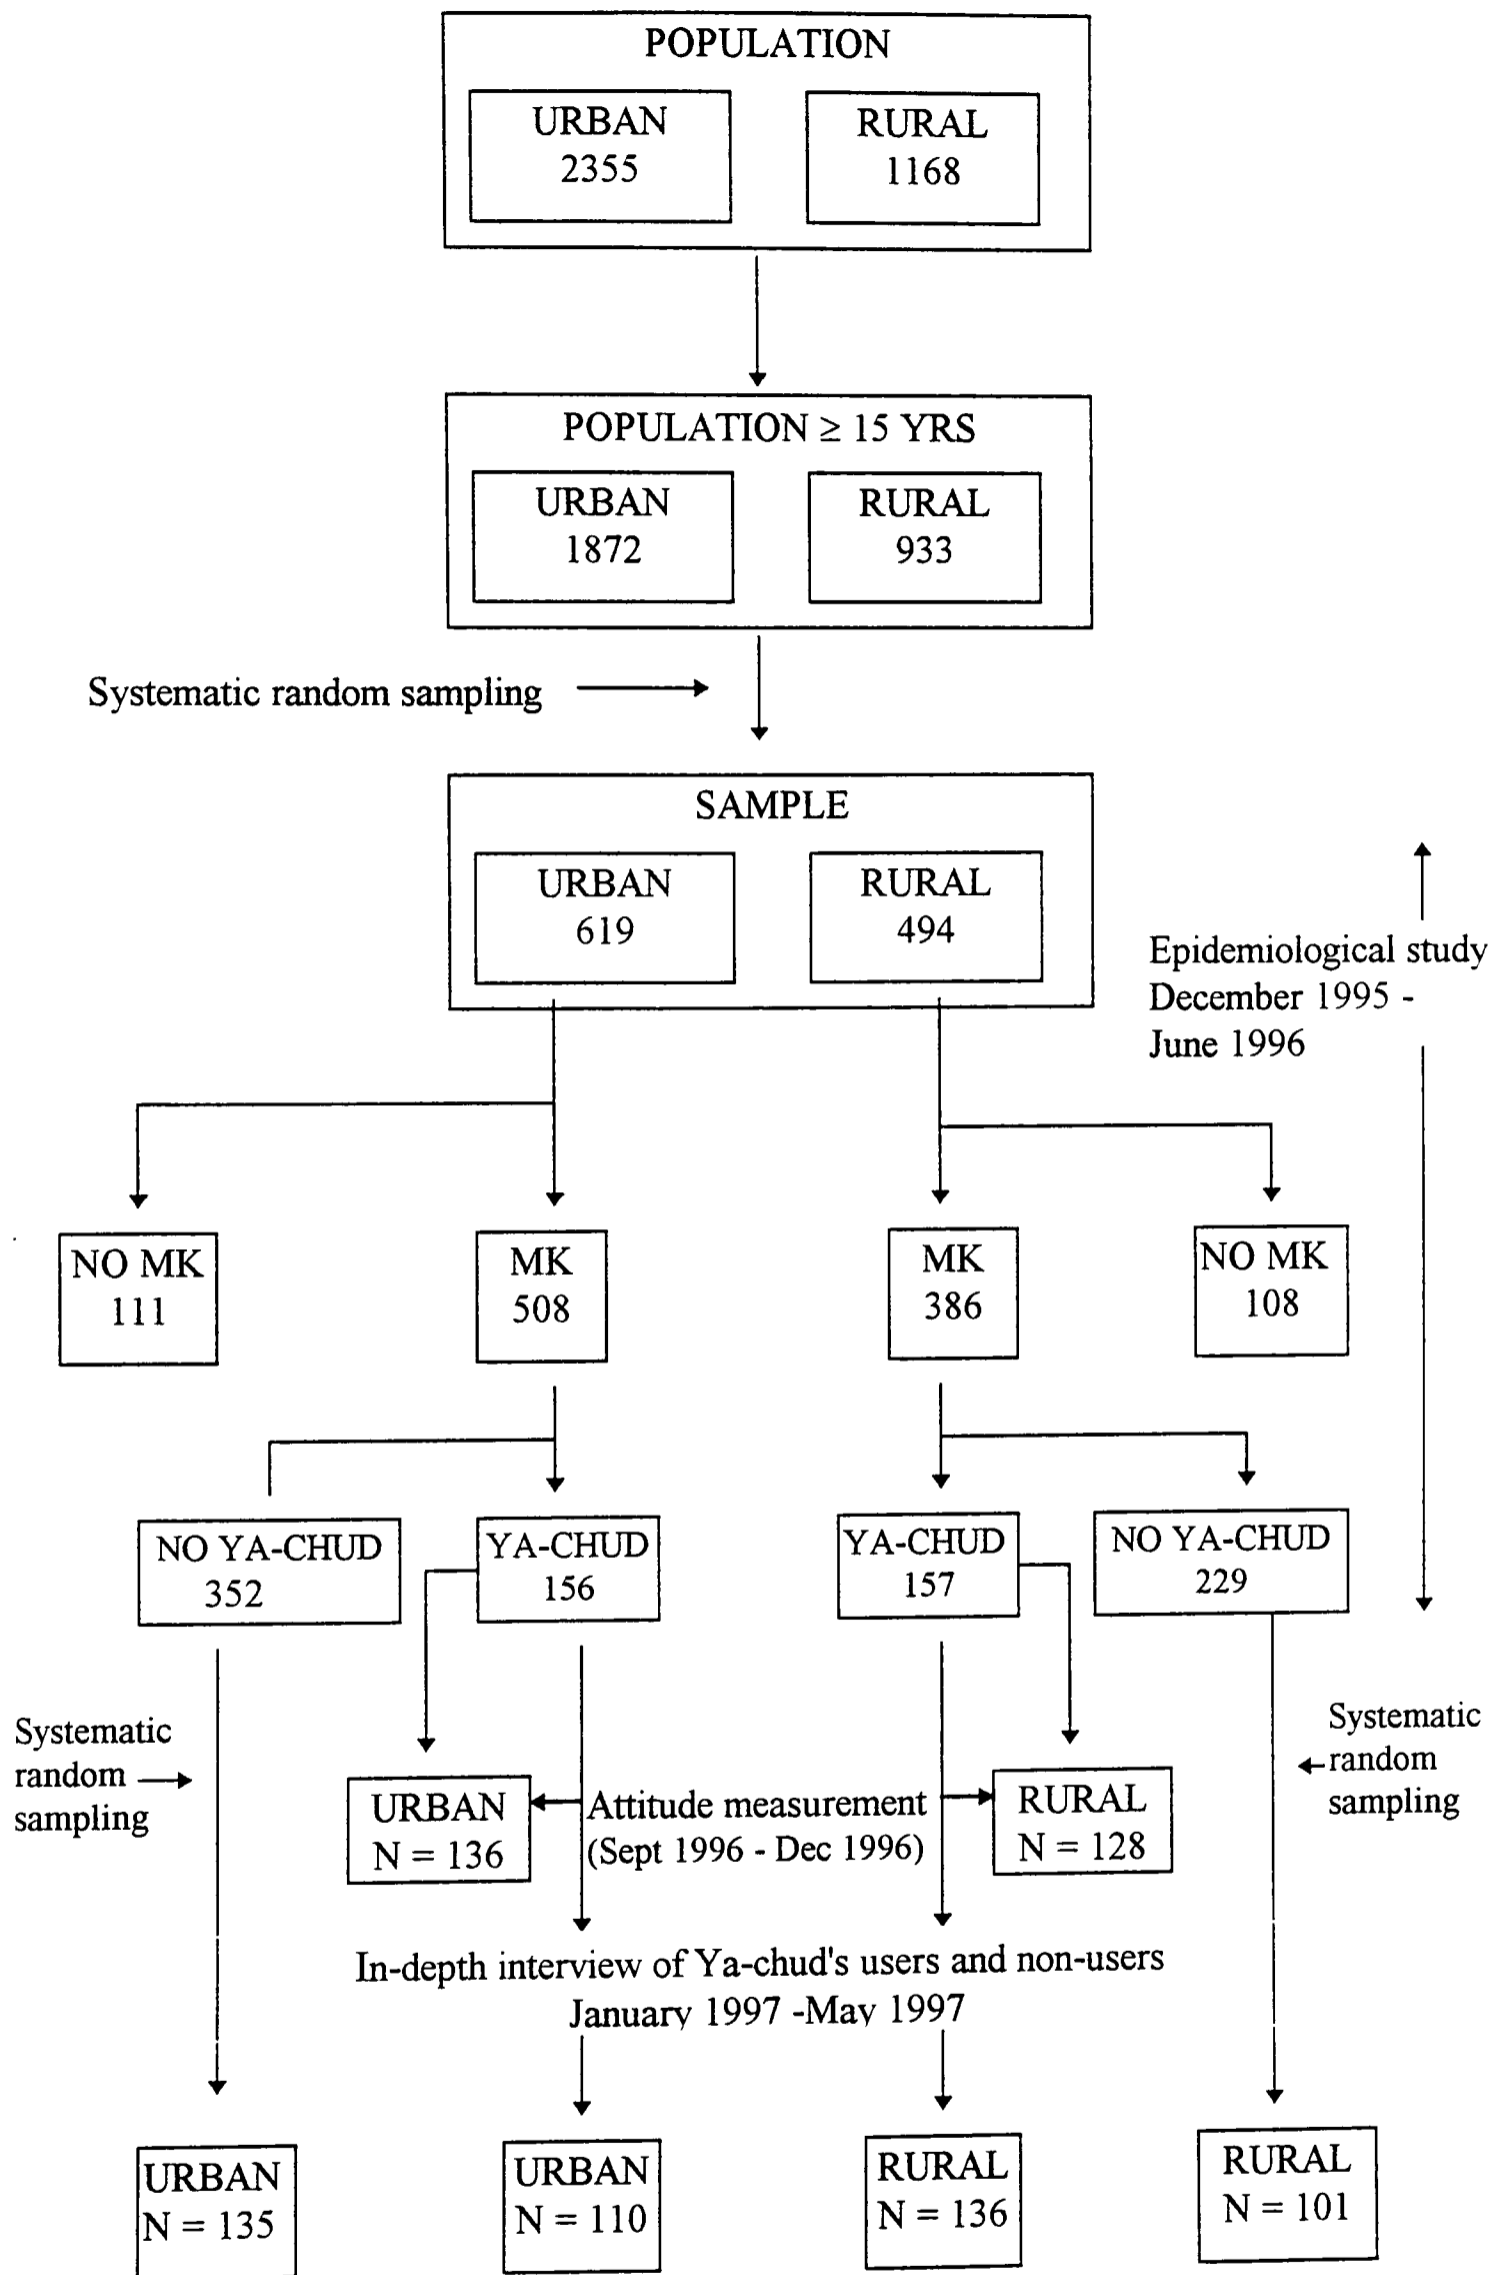 POPULATION
URBAN
2355
RURAL
1168
POPULATION ≥ 15 YRS
URBAN
1872
RURAL
933
Systematic random sampling
SAMPLE
URBAN
619
RURAL
494
Epidemiological study
December 1995 -
June 1996
NO MK
111
MK
508
MK
386
NO MK
108
NO YA-CHUD
352
YA-CHUD
156
YA-CHUD
157
NO YA-CHUD
229
Systematic
random
sampling
Systematic
random
sampling
URBAN
N = 136
Attitude measurement
(Sept 1996 - Dec 1996)
RURAL
N = 128
In-depth interview of Ya-chud's users and non-users
January 1997 -May 1997
URBAN
N = 135
URBAN
N = 110
RURAL
N = 136
RURAL
N = 101